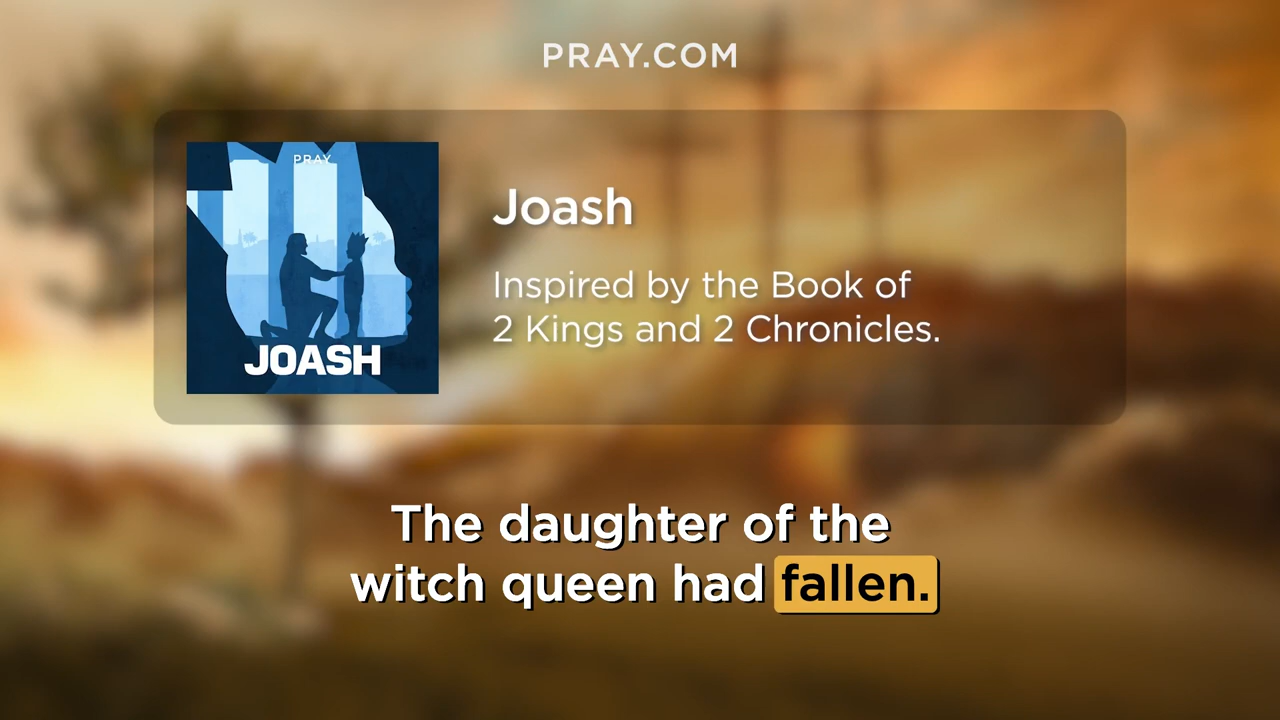 PRAY.COM
PRAY
JOASH
Joash
Inspired by the Book of
2 Kings and 2 Chronicles.
The daughter of the
witch queen had fallen.